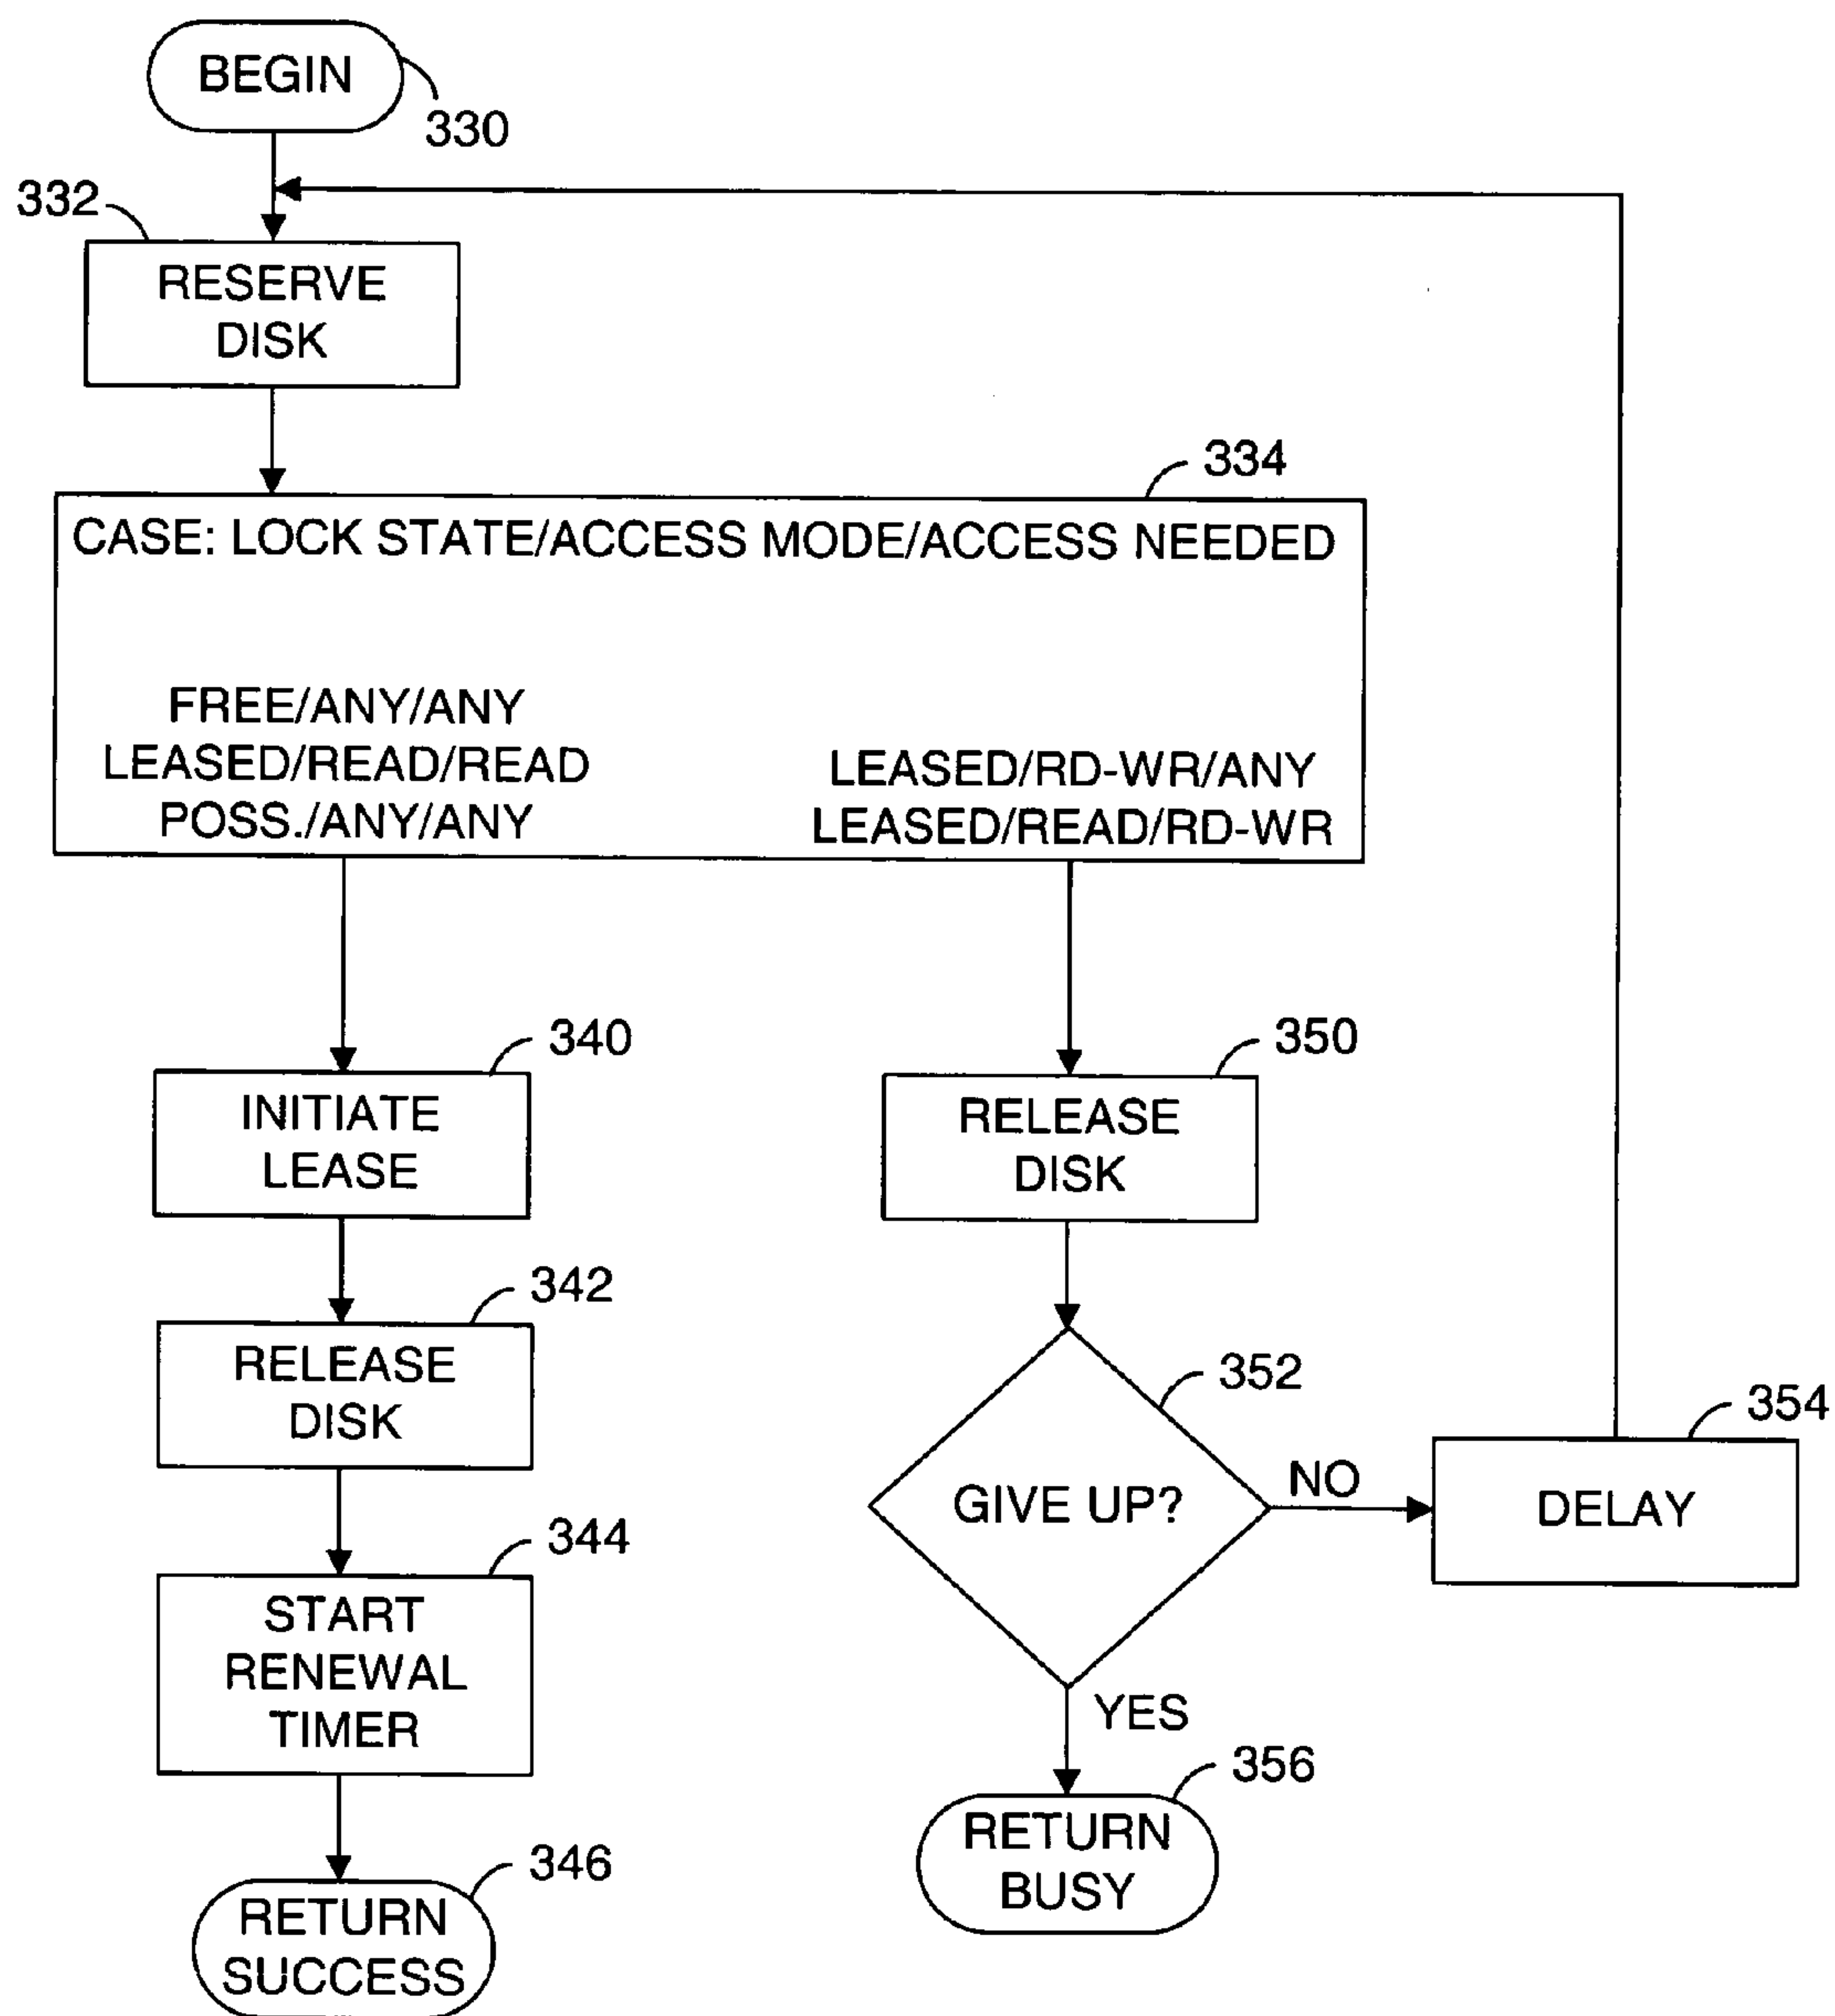 BEGIN
330
332
RESERVE
DISK
334
CASE: LOCK STATE/ACCESS MODE/ACCESS NEEDED
FREE/ANY/ANY
LEASED/READ/READ
POSS./ANY/ANY
LEASED/RD-WR/ANY
LEASED/READ/RD-WR
340
INITIATE
LEASE
342
RELEASE
DISK
344
START
RENEWAL
TIMER
346
RETURN
SUCCESS
350
RELEASE
DISK
352
GIVE UP?
NO
354
DELAY
YES
356
RETURN
BUSY